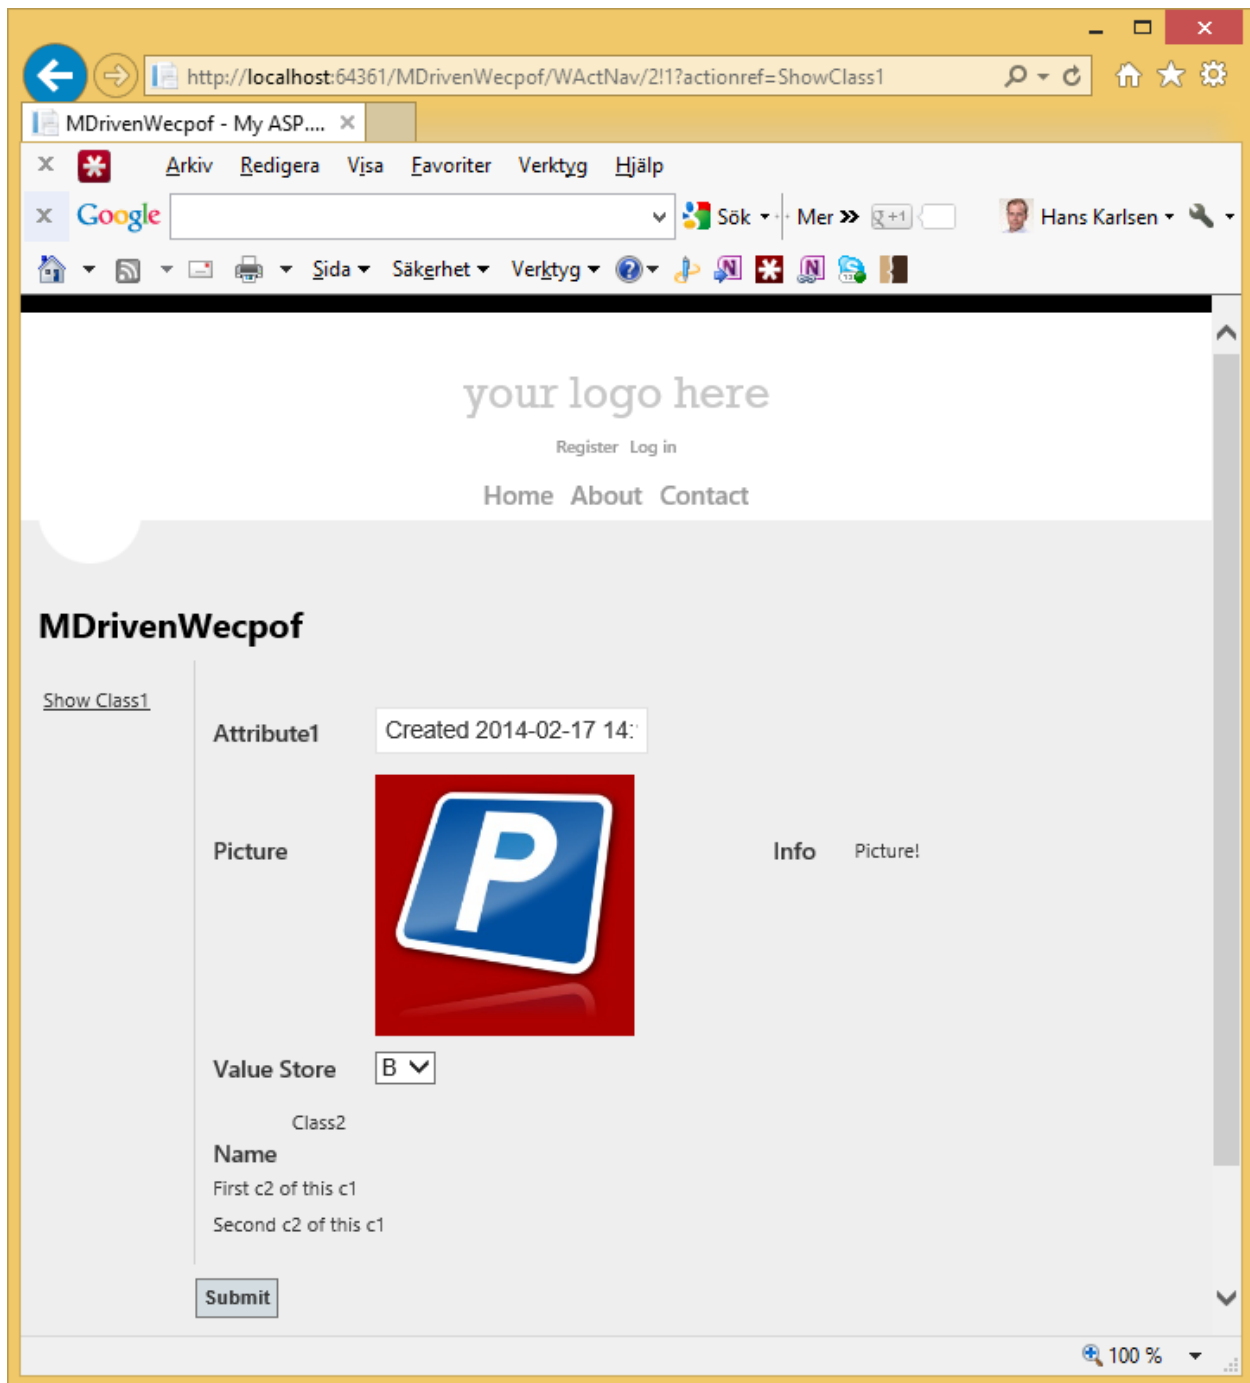 http://localhost:64361/MDrivenWecpof/WActNav/2!1?actionref=ShowClass1
MDrivenWecpof - My ASP....
Arkiv Redigera Visa Favoriter Verktyg Hjälp
Google Sök Mer g+1 Hans Karlsen
Sida Säkerhet Verktyg
your logo here
Register Log in
Home About Contact
MDrivenWecpof
Show Class1
Attribute1 Created 2014-02-17 14:
P
Picture Info Picture!
Value Store B
Class2
Name
First c2 of this c1
Second c2 of this c1
Submit
100 %